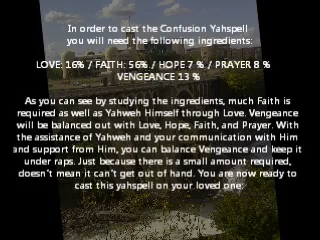 In order to cast the Confusion Yahspell
you will need the following ingredients:
LOVE: 16% / FAITH: 56% / HOPE 7 % / PRAYER 8 %
VENGEANCE 13 %
As you can see by studying the ingredients, much Faith is
required as well as Yahweh Himself through Love. Vengeance
will be balanced out with Love, Hope, Faith, and Prayer. With
the assistance of Yahweh and your communication with Him
and support from Him, you can balance Vengeance and keep it
under raps. Just because there is a small amount required,
doesn't mean it can't get out of hand. You are now ready to
cast this yahspell on your loved one: